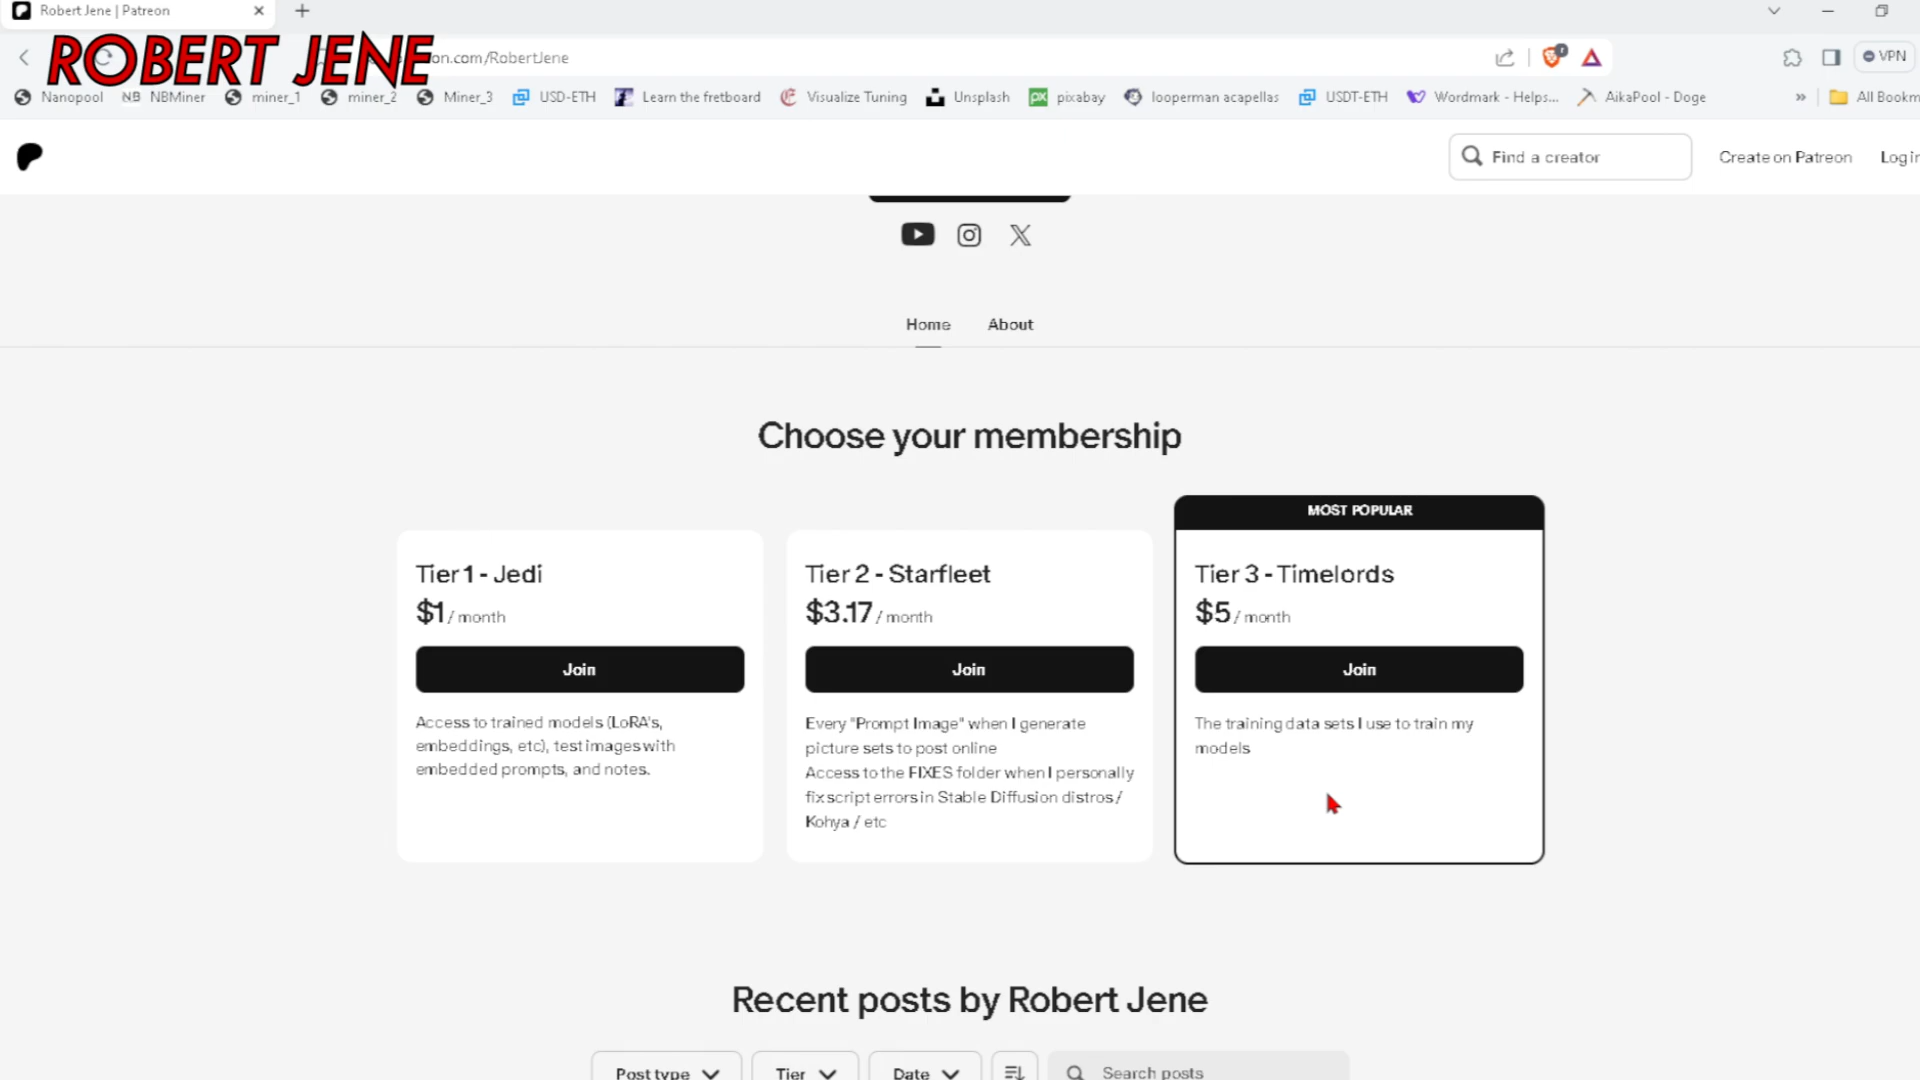 Robert Jene | Patreon
ROBERT JENE
on.com/RobertJene
VPN
Nanopool NB NBMiner miner_1 miner_2 Miner_3 USD-ETH Learn the fretboard Visualize Tuning Unsplash px pixabay looperman acapellas USDT-ETH Wordmark - Helps... AikaPool - Doge » All Bookm
Find a creator
Create on Patreon
Log in
Home About
Choose your membership
MOST POPULAR
Tier 1 - Jedi
$1 / month
Join
Access to trained models (LoRA's,
embeddings, etc), test images with
embedded prompts, and notes.
Tier 2 - Starfleet
$3.17 / month
Join
Every "Prompt Image" when I generate
picture sets to post online
Access to the FIXES folder when I personally
fix script errors in Stable Diffusion distros /
Kohya / etc
Tier 3 - Timelords
$5 / month
Join
The training data sets I use to train my
models
Recent posts by Robert Jene
Post type Tier Date Search posts